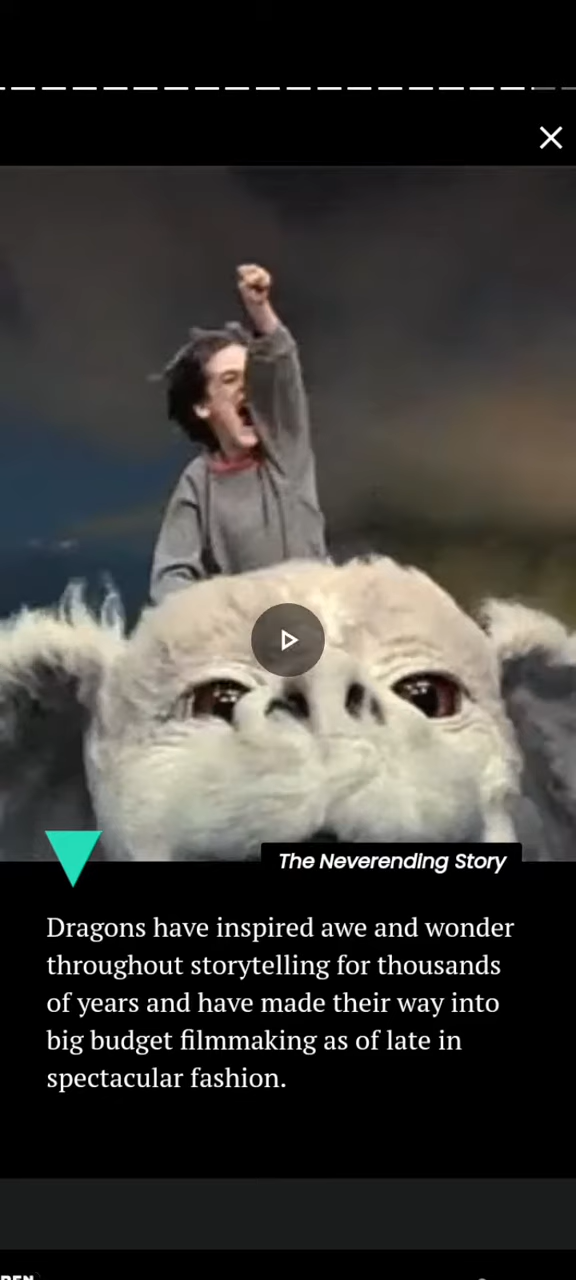 The Neverending Story
Dragons have inspired awe and wonder
throughout storytelling for thousands
of years and have made their way into
big budget filmmaking as of late in
spectacular fashion.